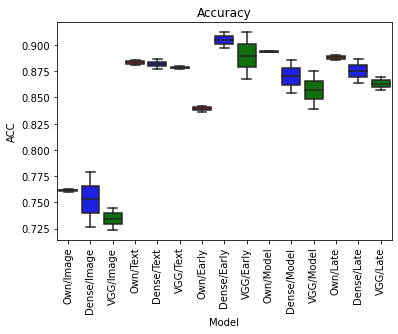 Accuracy
0.900
0.875
0.850
0.825
0.800
0.775
0.750
0.725
ACC
Own/Image
Dense/Image
VGG/Image
Own/Text
Dense/Text
VGG/Text
Own/Early
Dense/Early
VGG/Early
Own/Model
Dense/Model
VGG/Model
Own/Late
Dense/Late
VGG/Late
Model